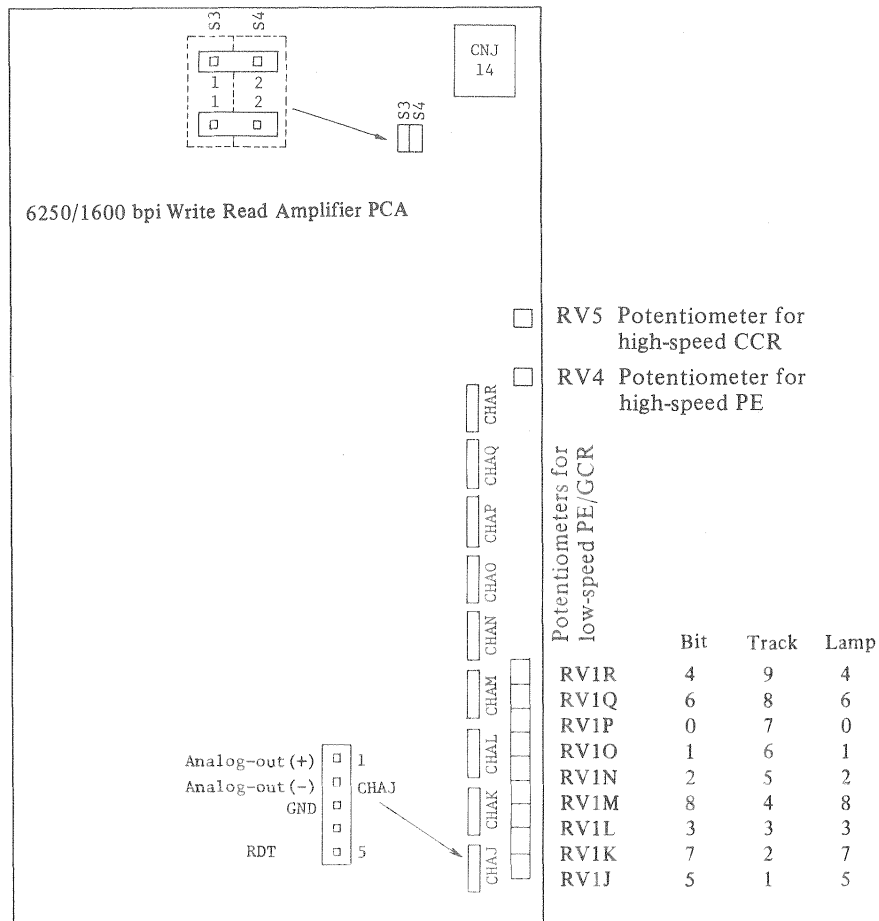 S3
S4
1 2
1 2
S3
S4
CNJ
14
6250/1600 bpi Write Read Amplifier PCA
RV5 Potentiometer for
high-speed CCR
RV4 Potentiometer for
high-speed PE
CHAR
CHAQ
CHAP
CHAO
CHAN
CHAM
CHAL
CHAK
CHAJ
Potentiometers for
low-speed PE/GCR
Bit Track Lamp
RV1R 4 9 4
RV1Q 6 8 6
RV1P 0 7 0
RV1O 1 6 1
RV1N 2 5 2
RV1M 8 4 8
RV1L 3 3 3
RV1K 7 2 7
RV1J 5 1 5
Analog-out(+) 1
Analog-out(-) CHAJ
GND
RDT 5